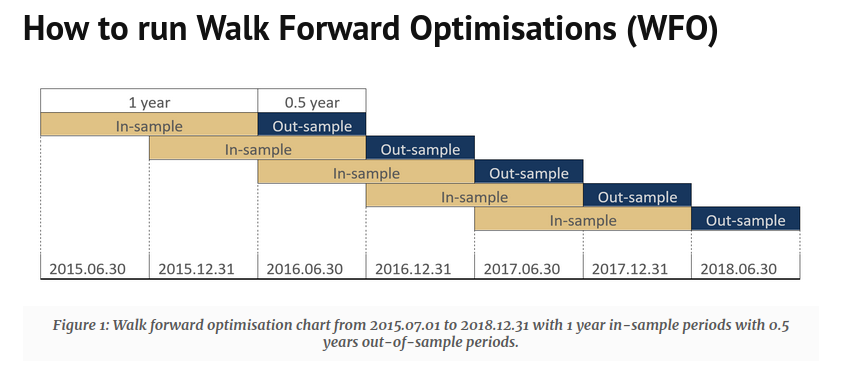 How to run Walk Forward Optimisations (WFO)
1 year 0.5 year
In-sample Out-sample
In-sample Out-sample
In-sample Out-sample
In-sample Out-sample
In-sample Out-sample
2015.06.30 2015.12.31 2016.06.30 2016.12.31 2017.06.30 2017.12.31 2018.06.30
Figure 1: Walk forward optimisation chart from 2015.07.01 to 2018.12.31 with 1 year in-sample periods with 0.5
years out-of-sample periods.